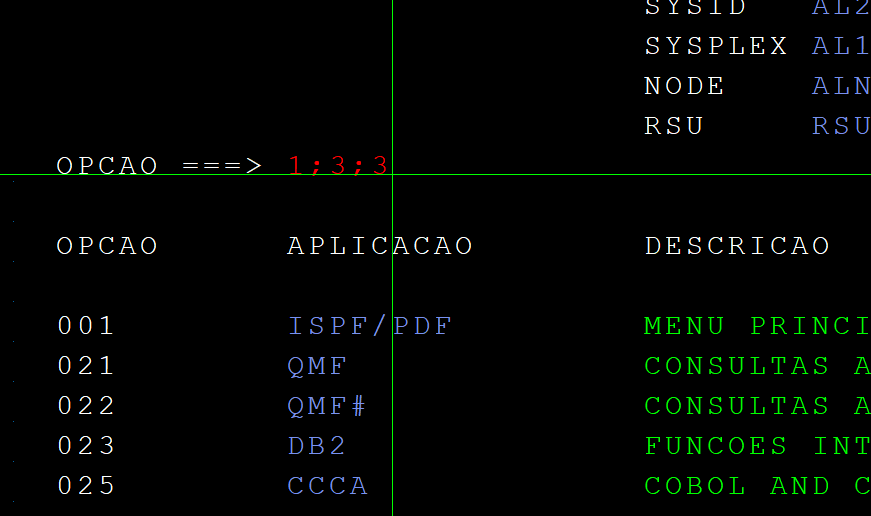 SYSID AL2
SYSPLEX AL1
NODE ALN
RSU RSU
OPCAO ===> 1;3;3
OPCAO APLICACAO DESCRICAO
001 ISPF/PDF MENU PRINCI
021 QMF CONSULTAS A
022 QMF# CONSULTAS A
023 DB2 FUNCOES INT
025 CCCA COBOL AND C